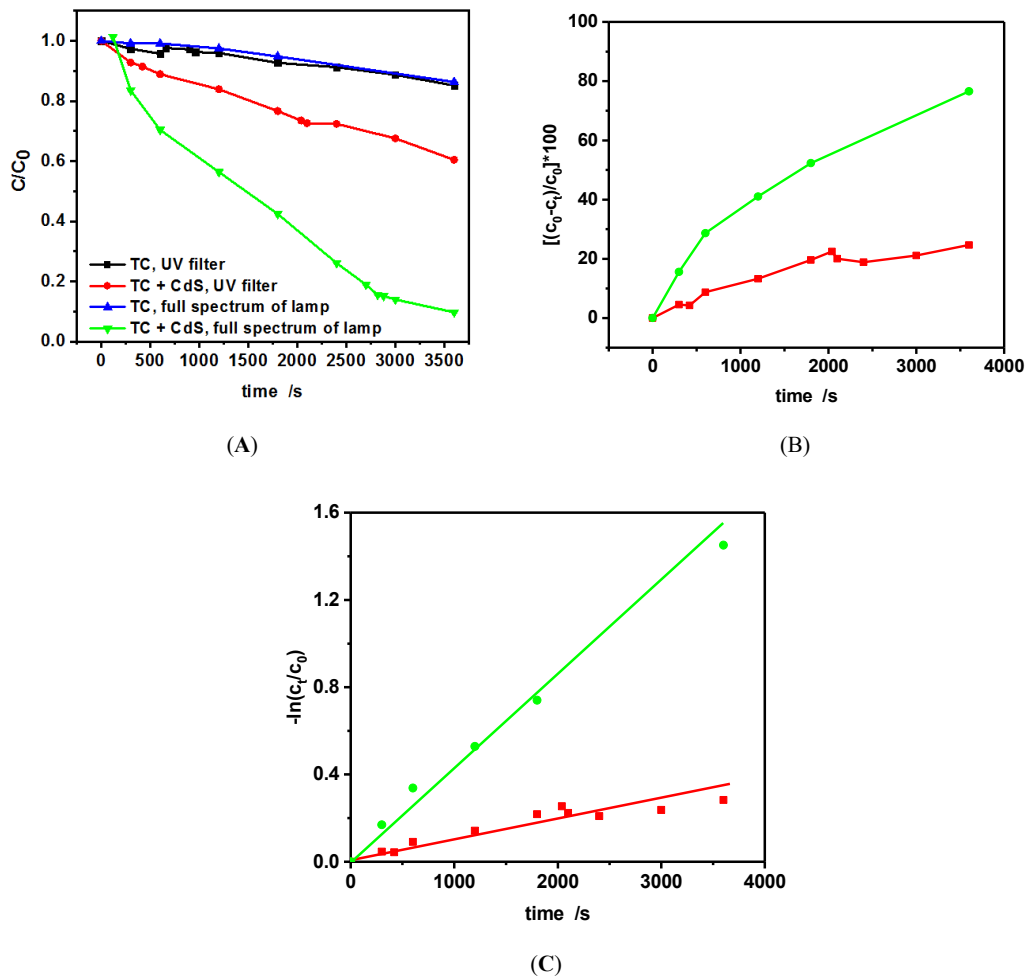 1.0
0.8
0.6
0.4
0.2
0.0
C/C0
TC, UV filter
TC + CdS, UV filter
TC, full spectrum of lamp
TC + CdS, full spectrum of lamp
0 500 1000 1500 2000 2500 3000 3500
time /s
(A)
100
80
60
40
20
0
[(c0-ct)/c0]*100
0 1000 2000 3000 4000
time /s
(B)
1.6
1.2
0.8
0.4
0.0
-ln(ct/c0)
0 1000 2000 3000 4000
time /s
(C)